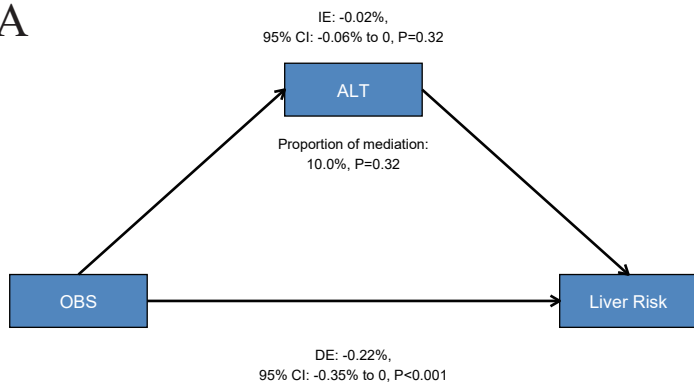 A
IE: -0.02%,
95% CI: -0.06% to 0, P=0.32
ALT
Proportion of mediation:
10.0%, P=0.32
OBS
Liver Risk
DE: -0.22%,
95% CI: -0.35% to 0, P<0.001